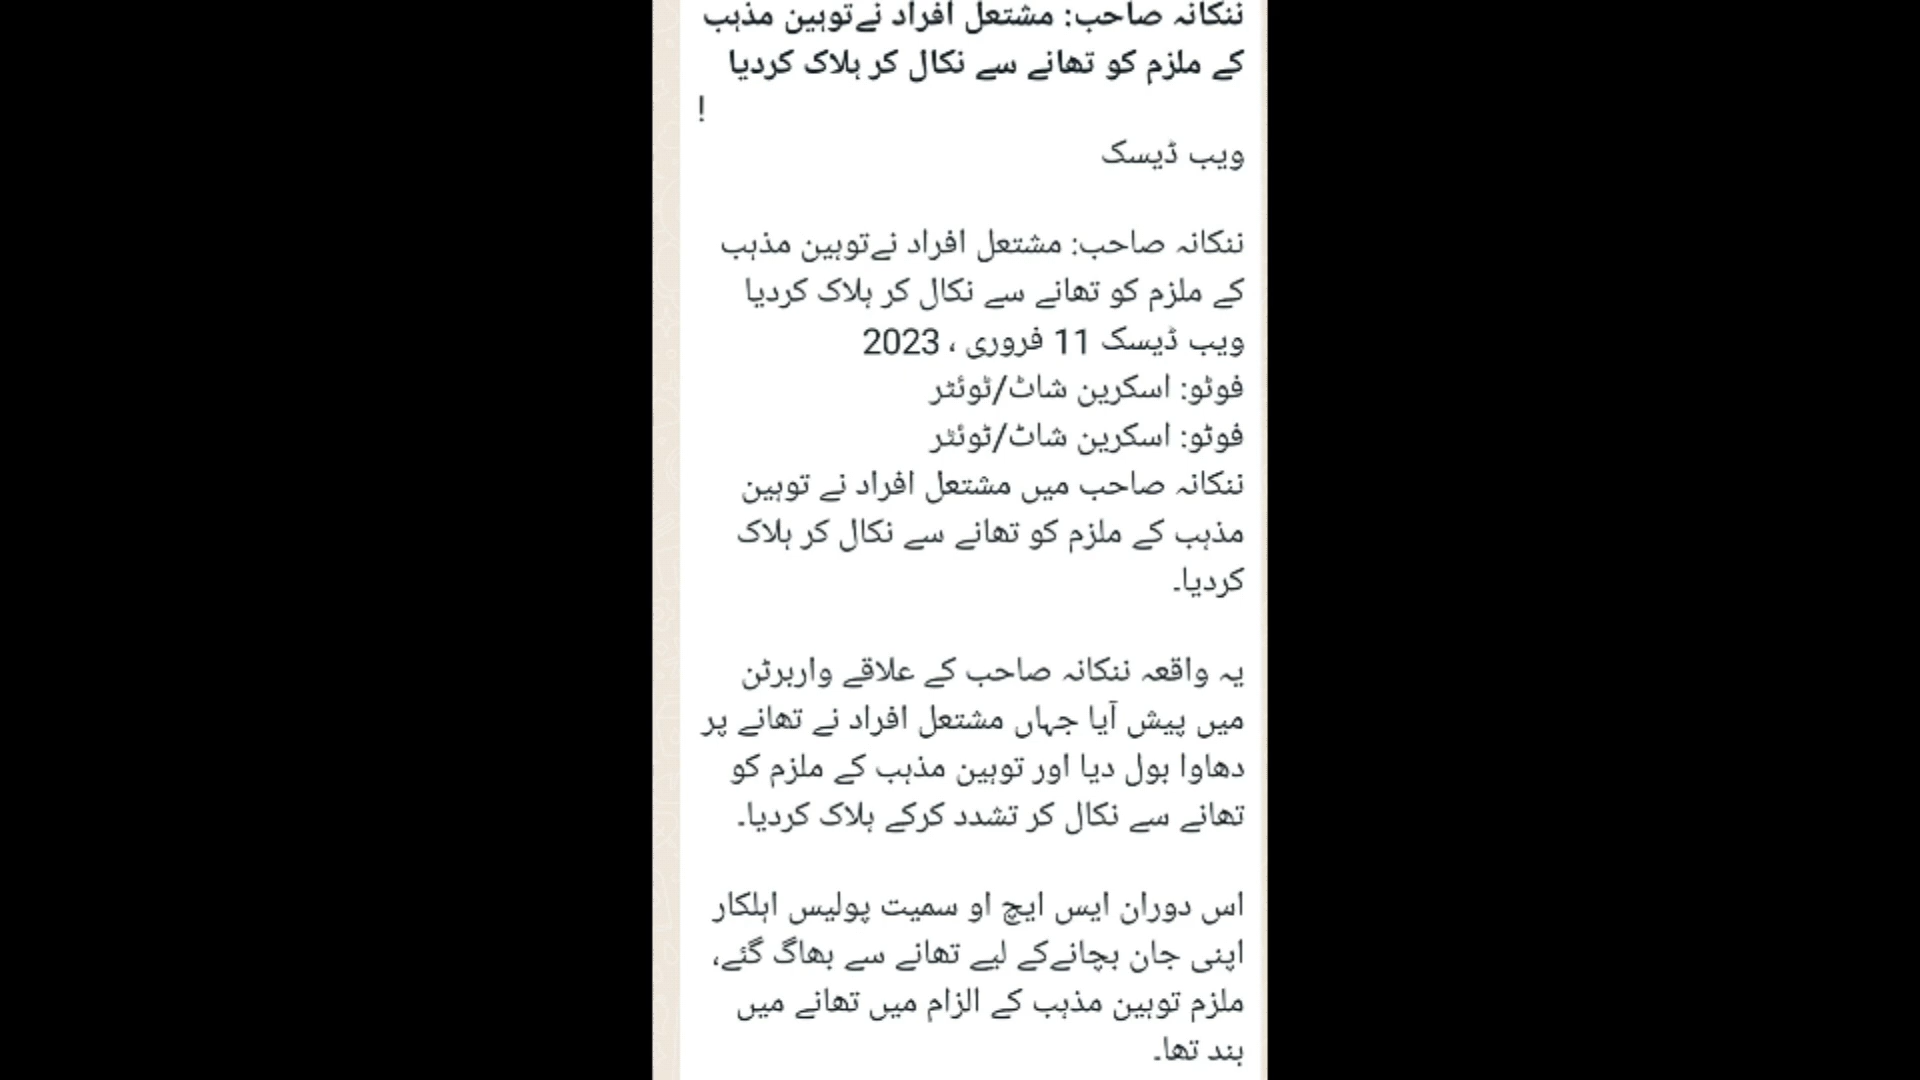 ننکانہ صاحب: مشتعل افراد نےتوہین مذہب
کے ملزم کو تھانے سے نکال کر ہلاک کردیا
!
ویب ڈیسک
ننکانہ صاحب: مشتعل افراد نےتوہین مذہب
کے ملزم کو تھانے سے نکال کر ہلاک کردیا
ویب ڈیسک 11 فروری ، 2023
فوٹو: اسکرین شاٹ/ٹوئٹر
فوٹو: اسکرین شاٹ/ٹوئٹر
ننکانہ صاحب میں مشتعل افراد نے توہین
مذہب کے ملزم کو تھانے سے نکال کر ہلاک
کردیا۔
یہ واقعہ ننکانہ صاحب کے علاقے واربرٹن
میں پیش آیا جہاں مشتعل افراد نے تھانے پر
دھاوا بول دیا اور توہین مذہب کے ملزم کو
تھانے سے نکال کر تشدد کرکے ہلاک کردیا۔
اس دوران ایس ایچ او سمیت پولیس اہلکار
اپنی جان بچانےکے لیے تھانے سے بھاگ گئے،
ملزم توہین مذہب کے الزام میں تھانے میں
بند تھا۔